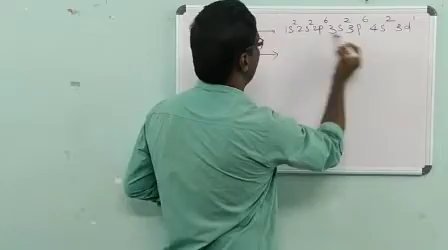 1s² 2s² 2p⁶ 3s² 3p⁶ 4s² 3d¹